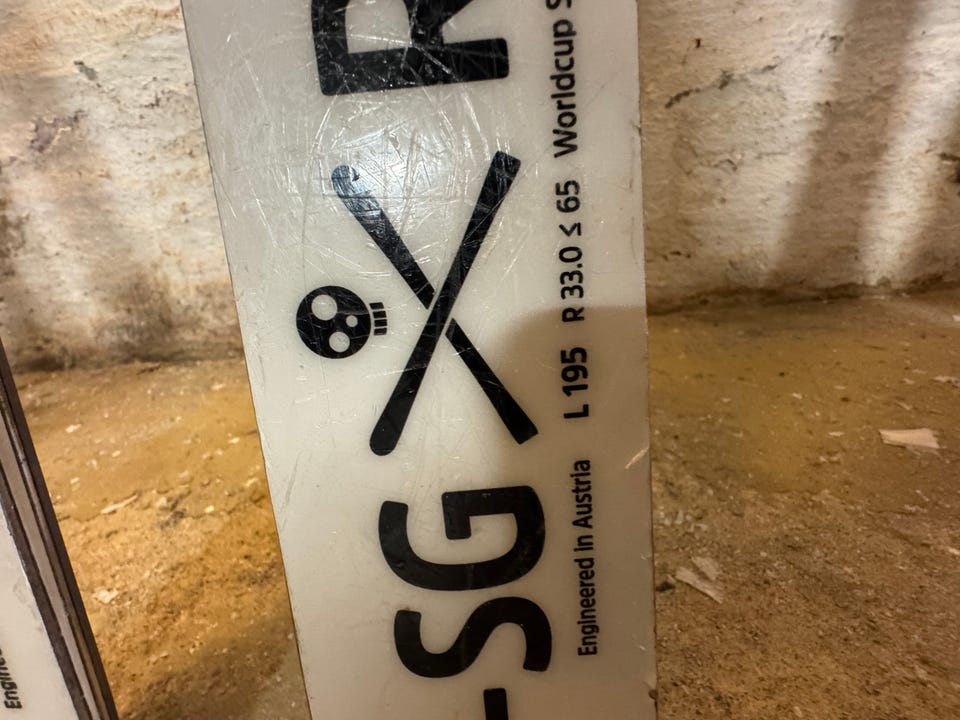 -SG R
Engineered in Austria L 195 R 33.0 ≤ 65 Worldcup S